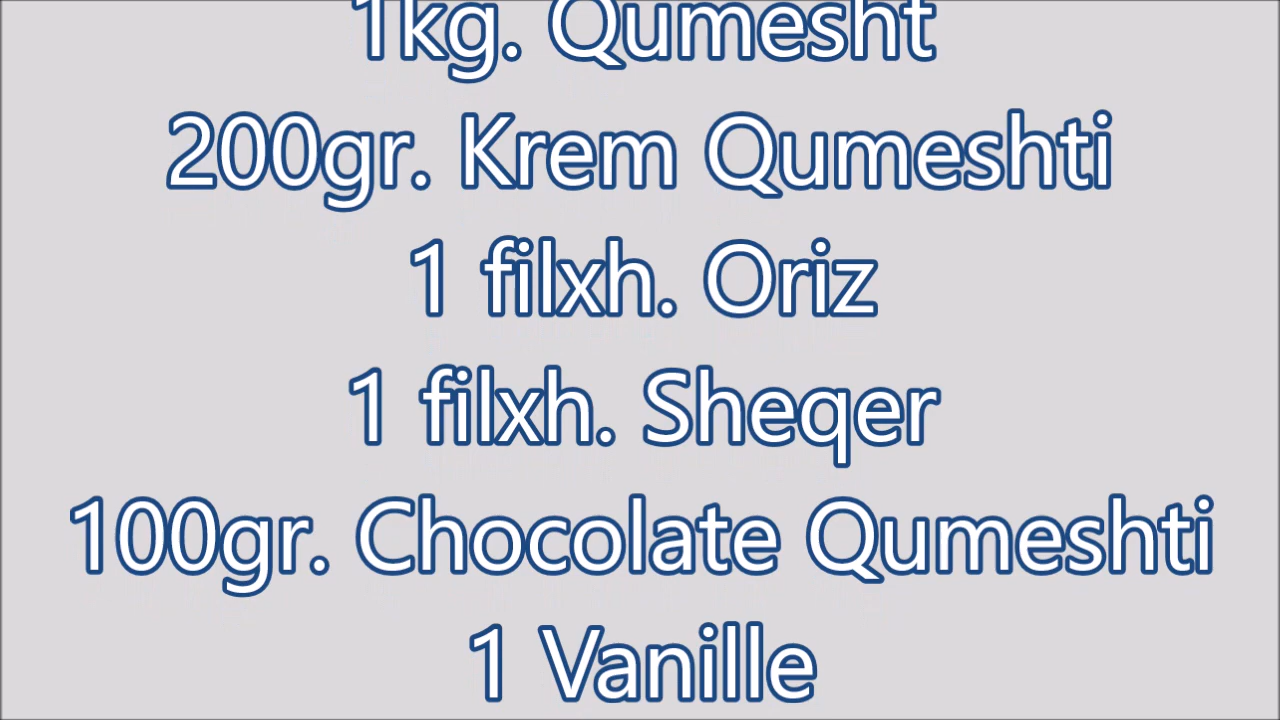 1kg. Qumesht
200gr. Krem Qumeshti
1 filxh. Oriz
1 filxh. Sheqer
100gr. Chocolate Qumeshti
1 Vanille